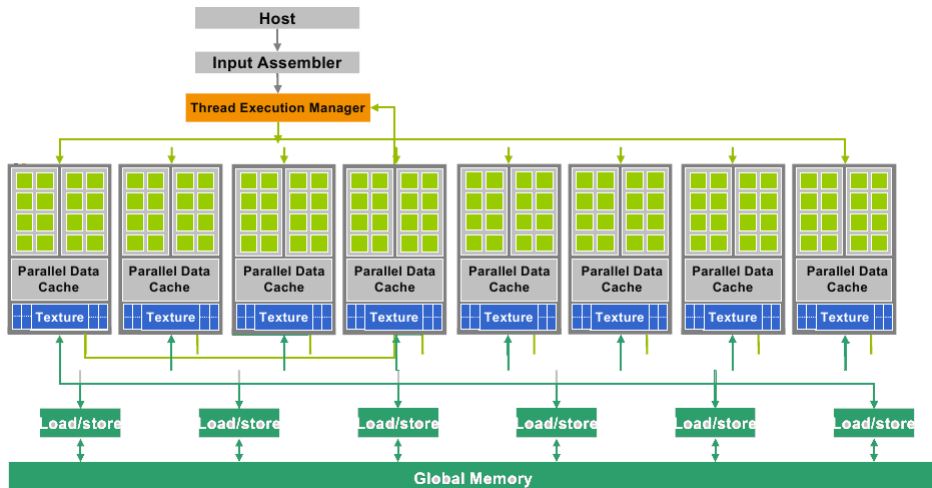 Host
Input Assembler
Thread Execution Manager
Parallel Data
Cache
Parallel Data
Cache
Parallel Data
Cache
Parallel Data
Cache
Parallel Data
Cache
Parallel Data
Cache
Parallel Data
Cache
Parallel Data
Cache
Texture
Texture
Texture
Texture
Texture
Texture
Texture
Texture
Load/store
Load/store
Load/store
Load/store
Load/store
Load/store
Global Memory